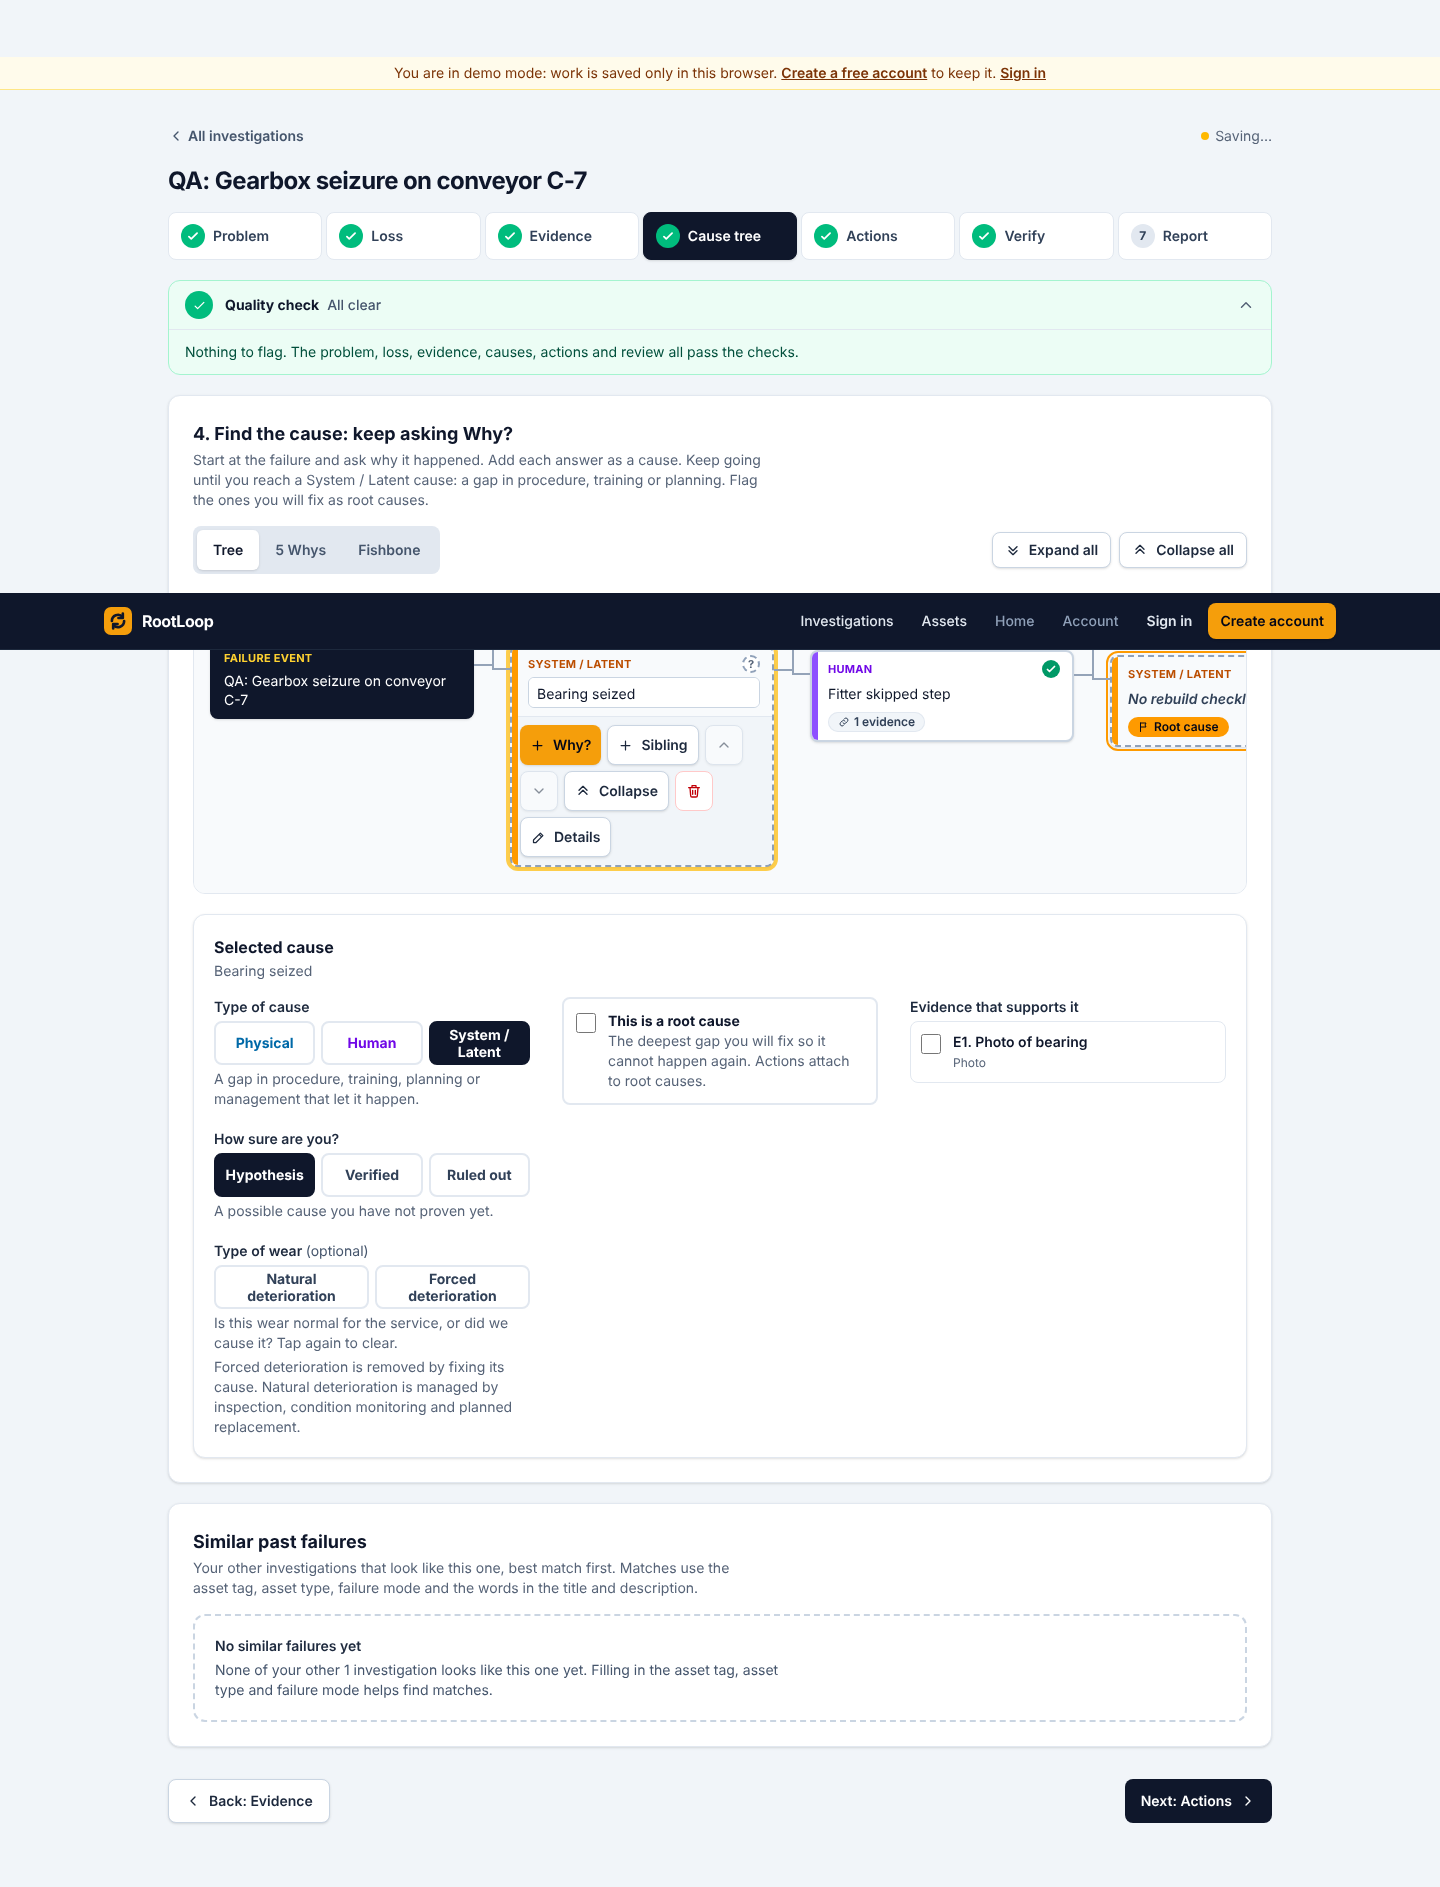 You are in demo mode: work is saved only in this browser. Create a free account to keep it. Sign in
All investigations
Saving...
QA: Gearbox seizure on conveyor C-7
Problem
Loss
Evidence
Cause tree
Actions
Verify
7 Report
Quality check All clear
Nothing to flag. The problem, loss, evidence, causes, actions and review all pass the checks.
4. Find the cause: keep asking Why?
Start at the failure and ask why it happened. Add each answer as a cause. Keep going
until you reach a System / Latent cause: a gap in procedure, training or planning. Flag
the ones you will fix as root causes.
Tree
5 Whys
Fishbone
Expand all
Collapse all
RootLoop
Investigations
Assets
Home
Account
Sign in
Create account
FAILURE EVENT
QA: Gearbox seizure on conveyor
C-7
SYSTEM / LATENT
?
Bearing seized
Why?
Sibling
Collapse
Details
HUMAN
Fitter skipped step
1 evidence
SYSTEM / LATENT
No rebuild checkl
Root cause
Selected cause
Bearing seized
Type of cause
Physical
Human
System /
Latent
A gap in procedure, training, planning or
management that let it happen.
How sure are you?
Hypothesis
Verified
Ruled out
A possible cause you have not proven yet.
Type of wear (optional)
Natural
deterioration
Forced
deterioration
Is this wear normal for the service, or did we
cause it? Tap again to clear.
Forced deterioration is removed by fixing its
cause. Natural deterioration is managed by
inspection, condition monitoring and planned
replacement.
This is a root cause
The deepest gap you will fix so it
cannot happen again. Actions attach
to root causes.
Evidence that supports it
E1. Photo of bearing
Photo
Similar past failures
Your other investigations that look like this one, best match first. Matches use the
asset tag, asset type, failure mode and the words in the title and description.
No similar failures yet
None of your other 1 investigation looks like this one yet. Filling in the asset tag, asset
type and failure mode helps find matches.
Back: Evidence
Next: Actions